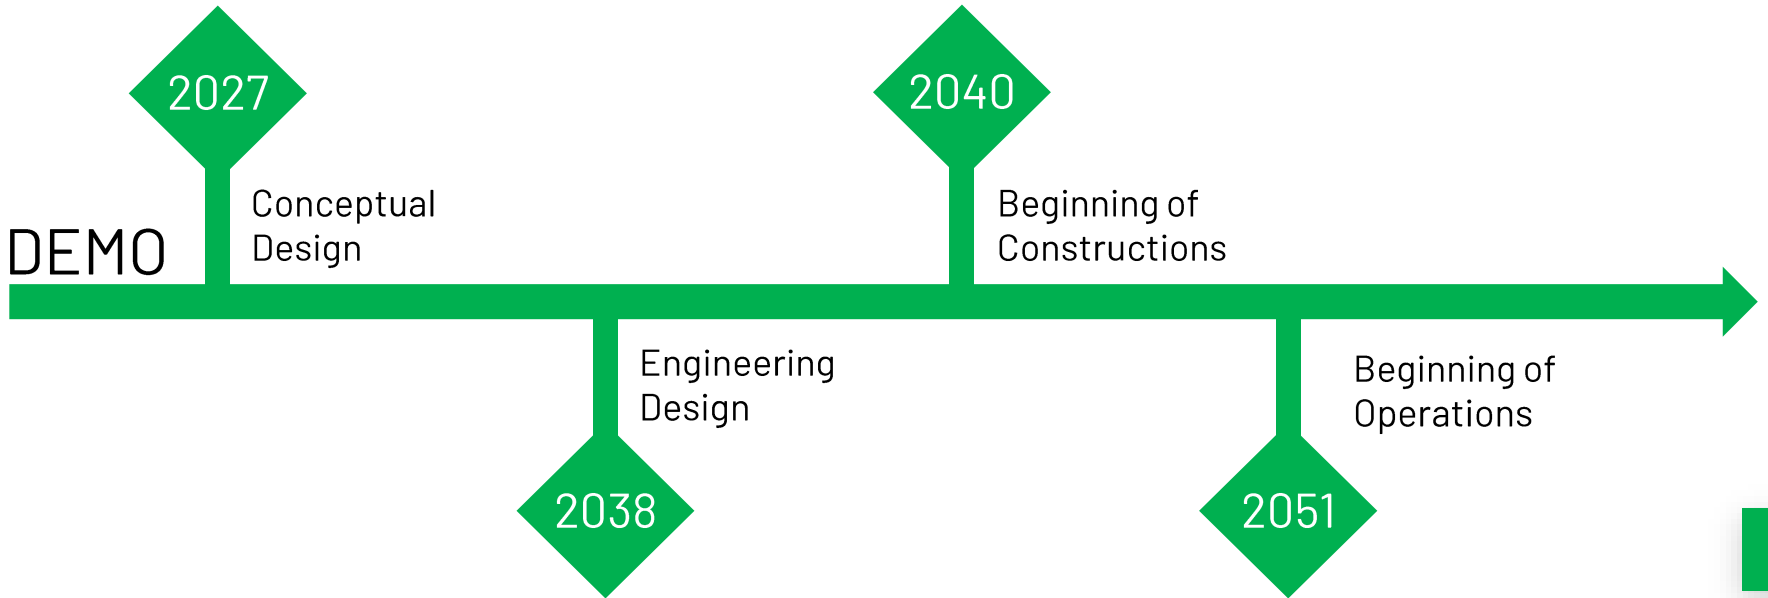 2027
2040
Conceptual
Design
Beginning of
Constructions
DEMO
Engineering
Design
Beginning of
Operations
2038
2051